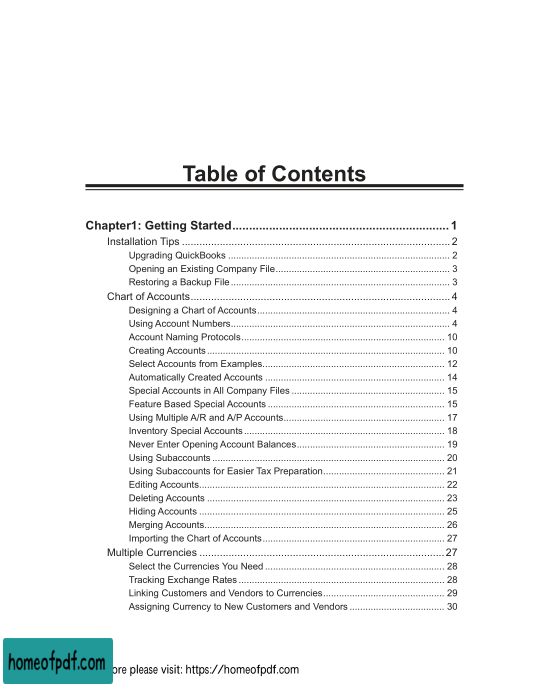 Table of Contents
Chapter1: Getting Started................................................................. 1
Installation Tips ............................................................................................ 2
Upgrading QuickBooks ..................................................................................... 2
Opening an Existing Company File................................................................... 3
Restoring a Backup File.................................................................................... 3
Chart of Accounts......................................................................................... 4
Designing a Chart of Accounts.......................................................................... 4
Using Account Numbers.................................................................................... 4
Account Naming Protocols.............................................................................. 10
Creating Accounts ........................................................................................... 10
Select Accounts from Examples...................................................................... 12
Automatically Created Accounts ..................................................................... 14
Special Accounts in All Company Files ........................................................... 15
Feature Based Special Accounts .................................................................... 15
Using Multiple A/R and A/P Accounts.............................................................. 17
Inventory Special Accounts ............................................................................. 18
Never Enter Opening Account Balances......................................................... 19
Using Subaccounts ......................................................................................... 20
Using Subaccounts for Easier Tax Preparation............................................... 21
Editing Accounts.............................................................................................. 22
Deleting Accounts ........................................................................................... 23
Hiding Accounts .............................................................................................. 25
Merging Accounts............................................................................................ 26
Importing the Chart of Accounts...................................................................... 27
Multiple Currencies .....................................................................................27
Select the Currencies You Need ..................................................................... 28
Tracking Exchange Rates ............................................................................... 28
Linking Customers and Vendors to Currencies............................................... 29
Assigning Currency to New Customers and Vendors ..................................... 30
homeofpdf.com
ore please visit: https://homeofpdf.com